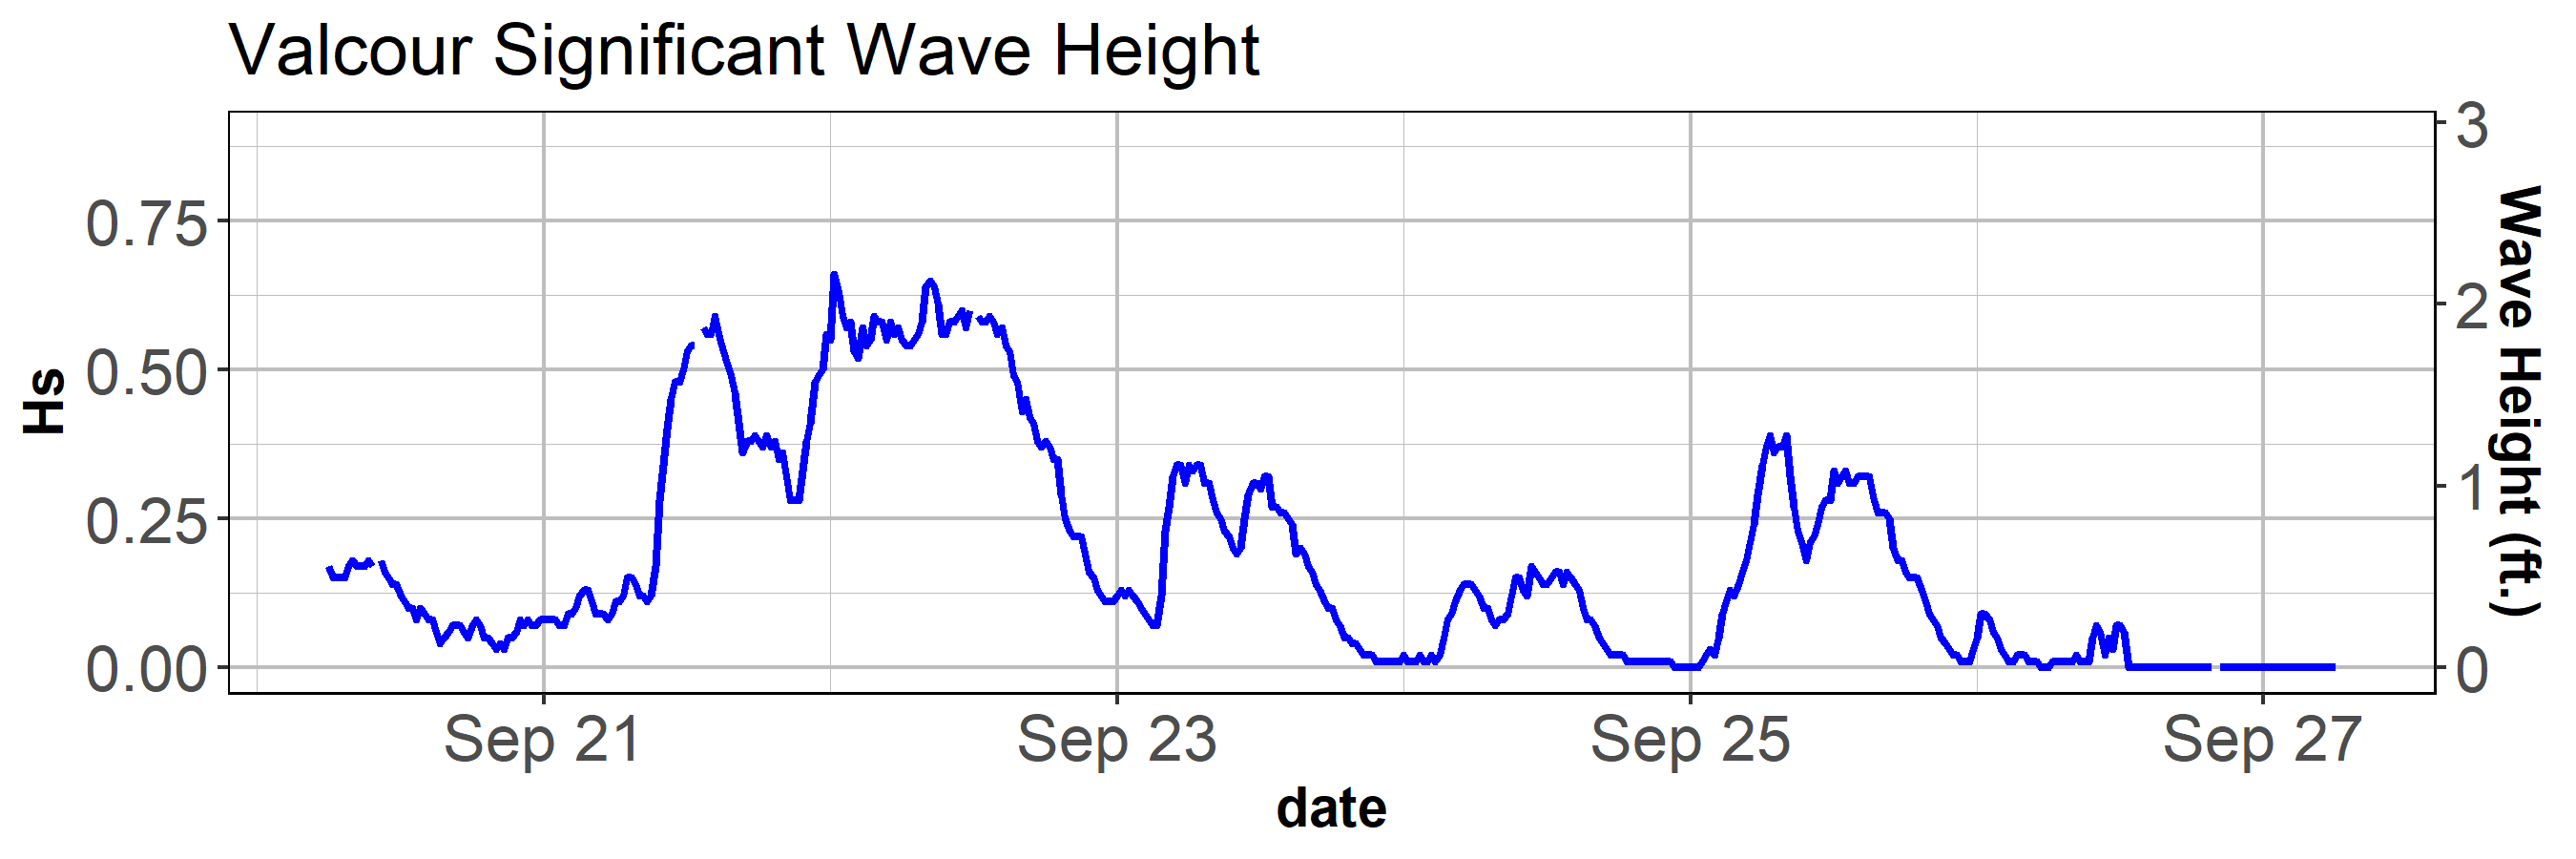 Valcour Significant Wave Height
Hs
0.75
0.50
0.25
0.00
3
2
1
0
Wave Height (ft.)
Sep 21
Sep 23
Sep 25
Sep 27
date